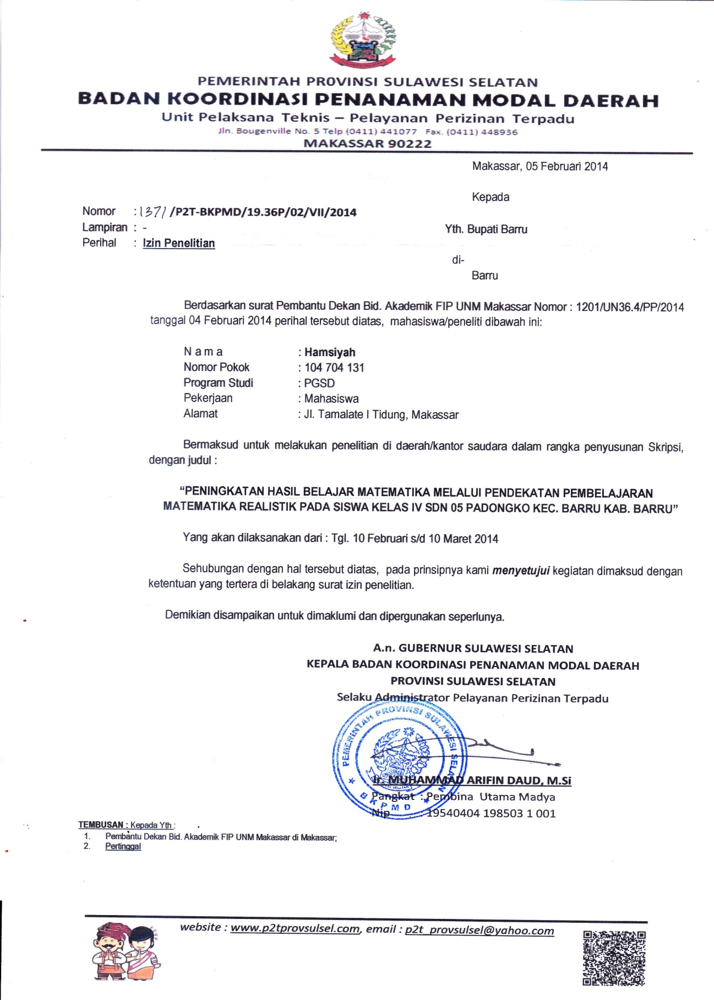 PEMERINTAH PROVINSI SULAWESI SELATAN
BADAN KOORDINASI PENANAMAN MODAL DAERAH
Unit Pelaksana Teknis – Pelayanan Perizinan Terpadu
Jln. Bougenville No. 5 Telp (0411) 441077 Fax. (0411) 448936
MAKASSAR 90222
Makassar, 05 Februari 2014
Kepada
Nomor : 1371/P2T-BKPMD/19.36P/02/VII/2014
Lampiran : -
Yth. Bupati Barru
Perihal : Izin Penelitian
di-
Barru
Berdasarkan surat Pembantu Dekan Bid. Akademik FIP UNM Makassar Nomor : 1201/UN36.4/PP/2014
tanggal 04 Februari 2014 perihal tersebut diatas, mahasiswa/peneliti dibawah ini:
N a m a : Hamsiyah
Nomor Pokok : 104 704 131
Program Studi : PGSD
Pekerjaan : Mahasiswa
Alamat : Jl. Tamalate I Tidung, Makassar
Bermaksud untuk melakukan penelitian di daerah/kantor saudara dalam rangka penyusunan Skripsi,
dengan judul :
“PENINGKATAN HASIL BELAJAR MATEMATIKA MELALUI PENDEKATAN PEMBELAJARAN
MATEMATIKA REALISTIK PADA SISWA KELAS IV SDN 05 PADONGKO KEC. BARRU KAB. BARRU”
Yang akan dilaksanakan dari : Tgl. 10 Februari s/d 10 Maret 2014
Sehubungan dengan hal tersebut diatas, pada prinsipnya kami menyetujui kegiatan dimaksud dengan
ketentuan yang tertera di belakang surat izin penelitian.
Demikian disampaikan untuk dimaklumi dan dipergunakan seperlunya.
A.n. GUBERNUR SULAWESI SELATAN
KEPALA BADAN KOORDINASI PENANAMAN MODAL DAERAH
PROVINSI SULAWESI SELATAN
Selaku Administrator Pelayanan Perizinan Terpadu
PEMERINTAH PROVINSI SULAWESI SELATAN
BKPMD
Ir. MUHAMMAD ARIFIN DAUD, M.Si
Pangkat : Pembina Utama Madya
Nip : 19540404 198503 1 001
TEMBUSAN : Kepada Yth :
1. Pembantu Dekan Bid. Akademik FIP UNM Makassar di Makassar;
2. Pertinggal
website : www.p2tprovsulsel.com, email : p2t_provsulsel@yahoo.com